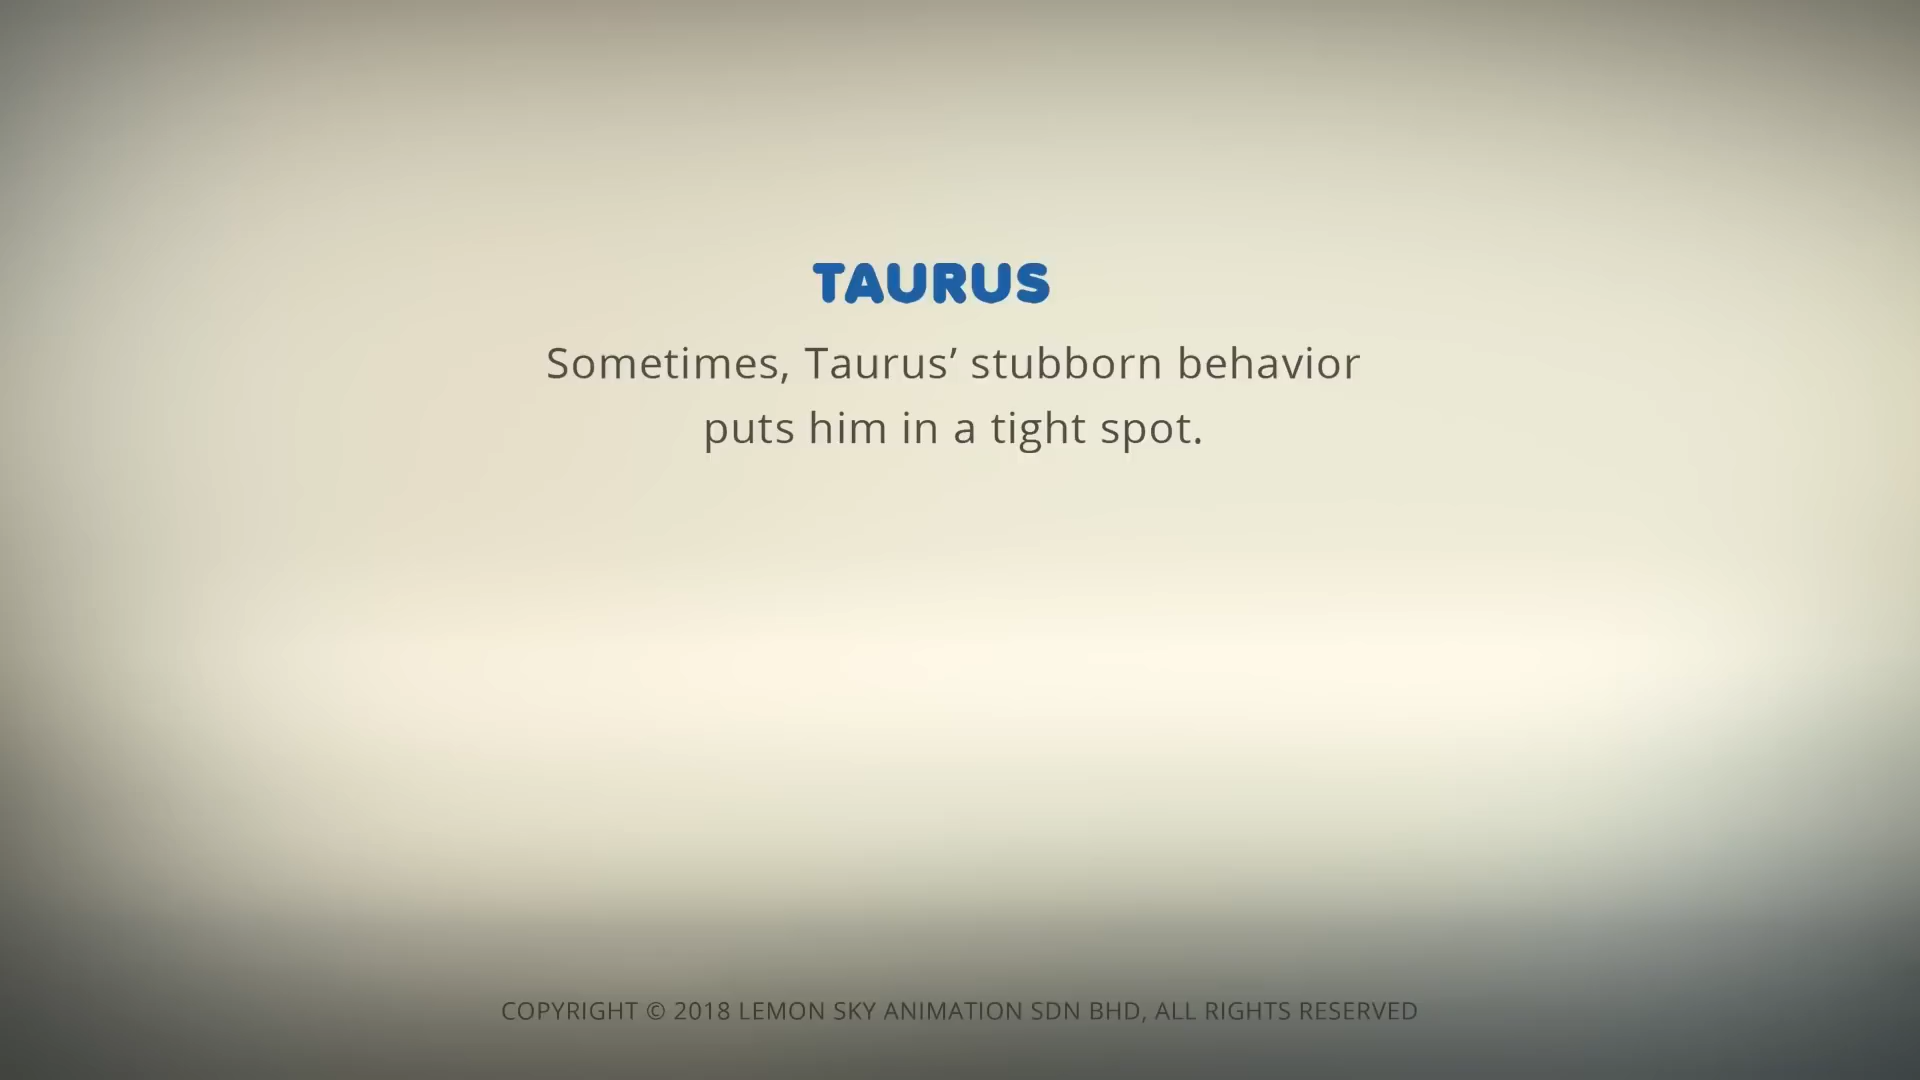 TAURUS
Sometimes, Taurus’ stubborn behavior
puts him in a tight spot.
COPYRIGHT © 2018 LEMON SKY ANIMATION SDN BHD, ALL RIGHTS RESERVED